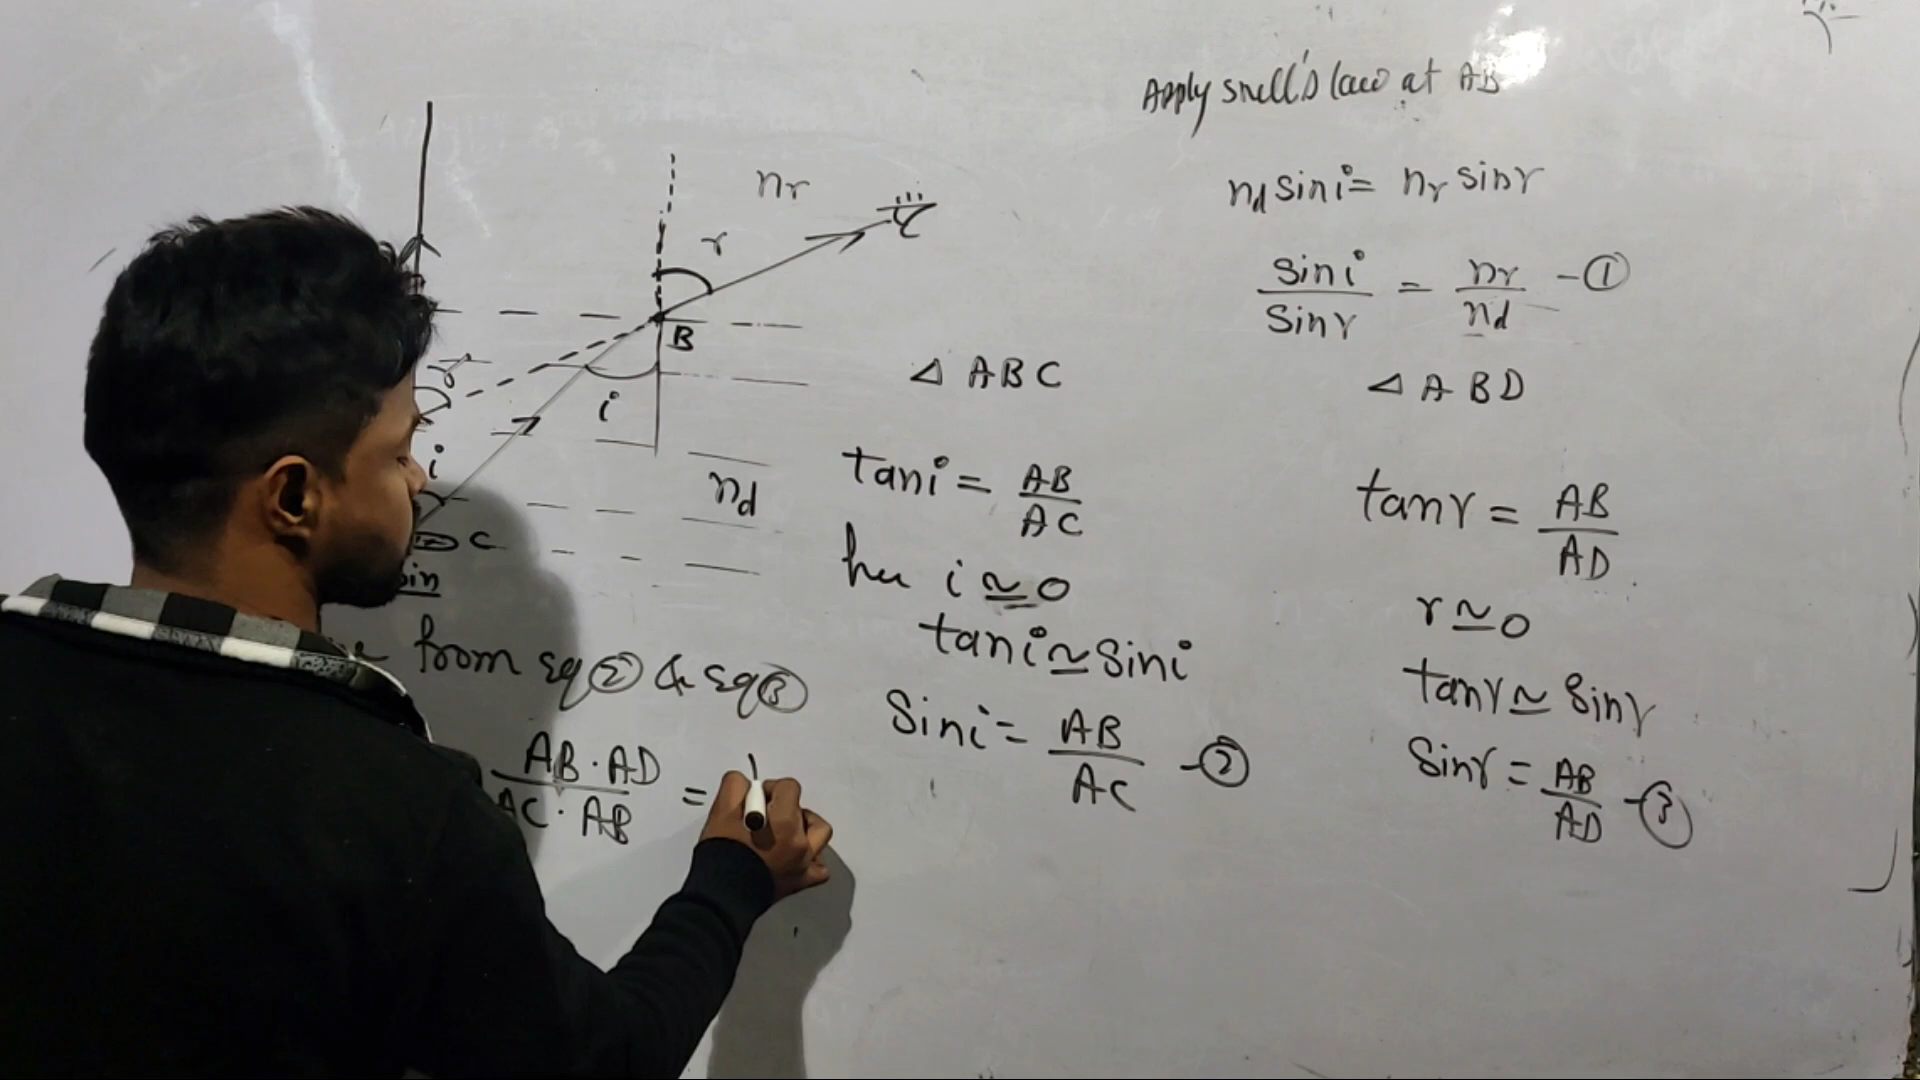 Apply snell's law at AB
nd sin i = nr sin r
sin i / sin r = nr / nd - ①
nr
r
B
r
i
i
nd
C
△ ABC
tan i = AB / AC
i ≃ 0
tan i ≃ sin i
Sin i = AB / AC - ②
△ ABD
tan r = AB / AD
r ≃ 0
tan r ≃ Sin r
Sin r = AB / AD - ③
from eq ② & eq ③
AB · AD / AC · AB =